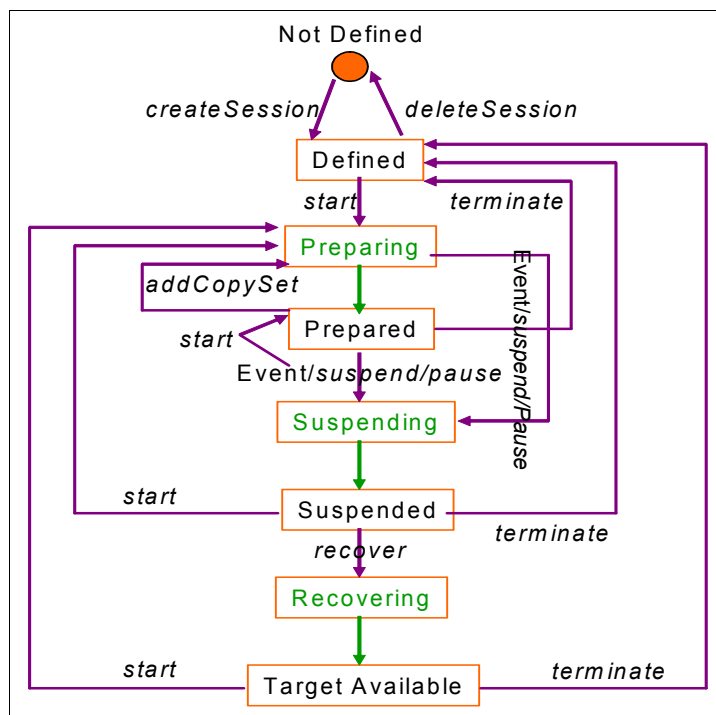 Not Defined
createSession
deleteSession
Defined
start
terminate
Preparing
addCopySet
Event/suspend/Pause
Prepared
start
Event/suspend/pause
Suspending
start
Suspended
terminate
recover
Recovering
start
Target Available
terminate